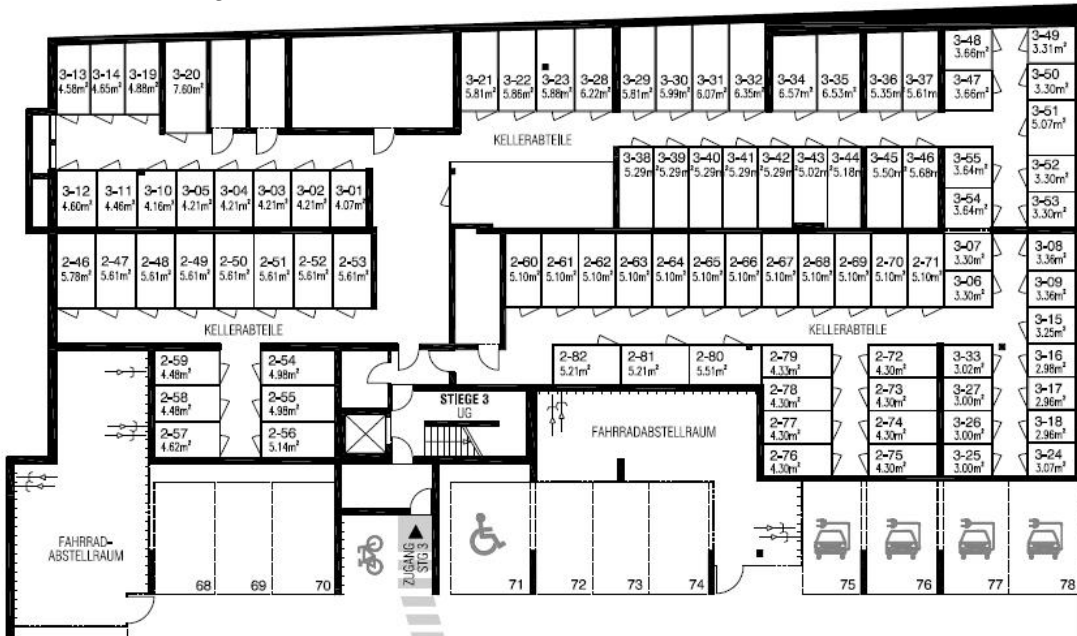 3-13
4.58m²
3-14
4.65m²
3-19
4.88m²
3-20
7.60m²
3-21
5.81m²
3-22
5.86m²
3-23
5.88m²
3-28
6.22m²
3-29
5.81m²
3-30
5.99m²
3-31
6.07m²
3-32
6.35m²
3-34
6.57m²
3-35
6.53m²
3-36
5.35m²
3-37
5.61m²
3-48
3.66m²
3-47
3.66m²
3-49
3.31m²
3-50
3.30m²
3-51
5.07m²
3-52
3.30m²
3-53
3.30m²
KELLERABTEILE
3-12
4.60m²
3-11
4.46m²
3-10
4.16m²
3-05
4.21m²
3-04
4.21m²
3-03
4.21m²
3-02
4.21m²
3-01
4.07m²
3-38
5.29m²
3-39
5.29m²
3-40
5.29m²
3-41
5.29m²
3-42
5.29m²
3-43
5.02m²
3-44
5.18m²
3-45
5.50m²
3-46
5.68m²
3-55
3.64m²
3-54
3.64m²
2-46
5.78m²
2-47
5.61m²
2-48
5.61m²
2-49
5.61m²
2-50
5.61m²
2-51
5.61m²
2-52
5.61m²
2-53
5.61m²
2-60
5.10m²
2-61
5.10m²
2-62
5.10m²
2-63
5.10m²
2-64
5.10m²
2-65
5.10m²
2-66
5.10m²
2-67
5.10m²
2-68
5.10m²
2-69
5.10m²
2-70
5.10m²
2-71
5.10m²
3-07
3.30m²
3-06
3.30m²
3-08
3.36m²
3-09
3.36m²
3-15
3.25m²
3-16
2.98m²
3-17
2.96m²
3-18
2.96m²
3-24
3.07m²
KELLERABTEILE
KELLERABTEILE
2-59
4.48m²
2-58
4.48m²
2-57
4.62m²
2-54
4.98m²
2-55
4.98m²
2-56
5.14m²
2-82
5.21m²
2-81
5.21m²
2-80
5.51m²
2-79
4.33m²
2-78
4.30m²
2-77
4.30m²
2-76
4.30m²
2-72
4.30m²
2-73
4.30m²
2-74
4.30m²
2-75
4.30m²
3-33
3.02m²
3-27
3.00m²
3-26
3.00m²
3-25
3.00m²
STIEGE 3
UG
FAHRRADABSTELLRAUM
FAHRRAD-
ABSTELLRAUM
ZUGANG
STG 3
68
69
70
71
72
73
74
75
76
77
78